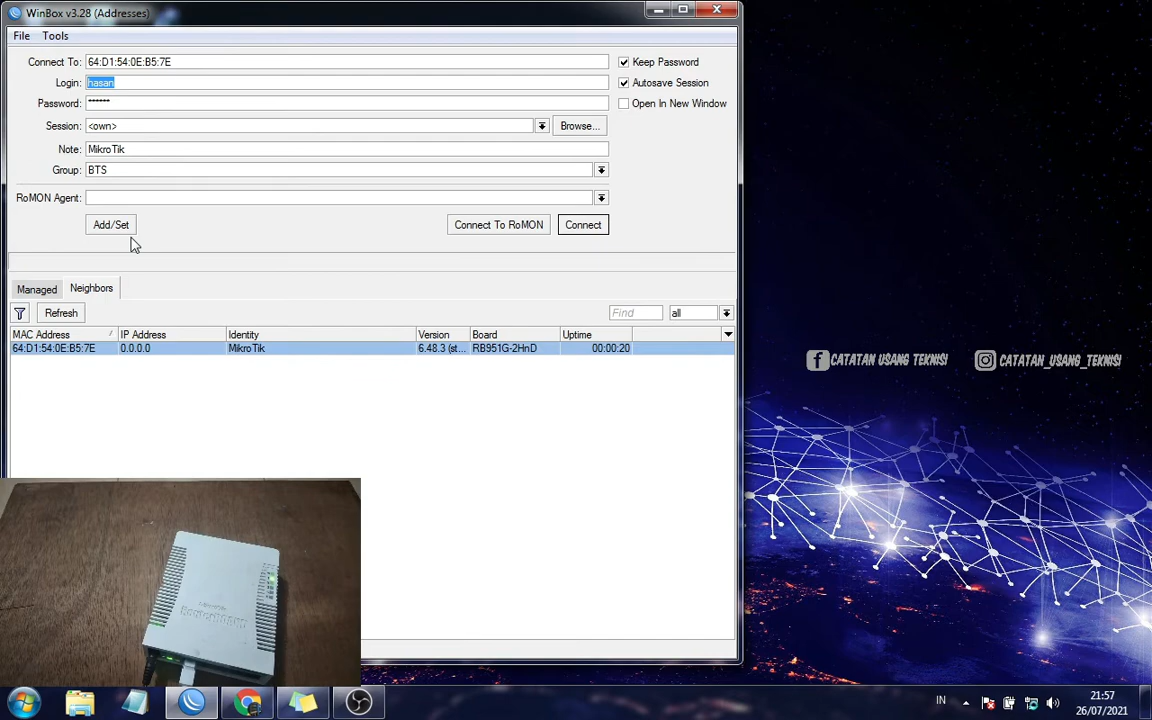 WinBox v3.28 (Addresses)
File Tools
Connect To: 64:D1:54:0E:B5:7E
Keep Password
Login: hasan
Autosave Session
Password: ******
Open In New Window
Session: <own>
Browse...
Note: MikroTik
Group: BTS
RoMON Agent:
Add/Set
Connect To RoMON
Connect
Managed
Neighbors
Refresh
Find
all
MAC Address / IP Address Identity Version Board Uptime
64:D1:54:0E:B5:7E 0.0.0.0 MikroTik 6.48.3 (st... RB951G-2HnD 00:00:20
f CATATAN USANG TEKNISI
CATATAN_USANG_TEKNISI
IN
21:57
26/07/2021